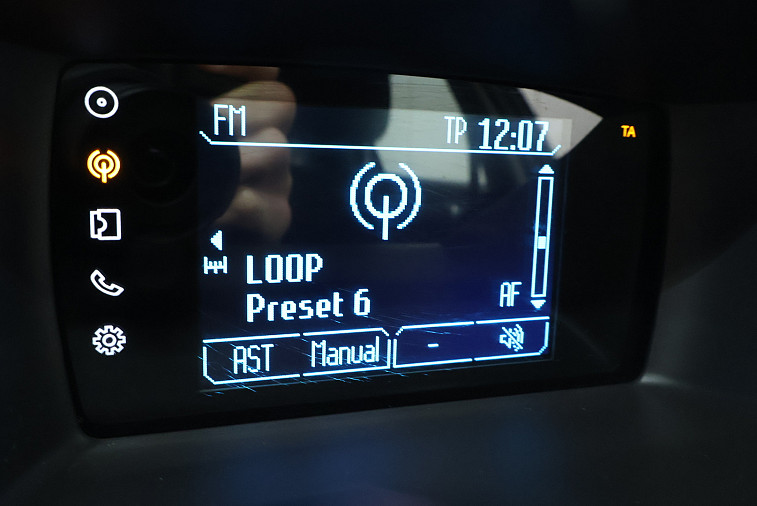 FM TP 12:07 TA
LOOP
Preset 6 AF
AST Manual -